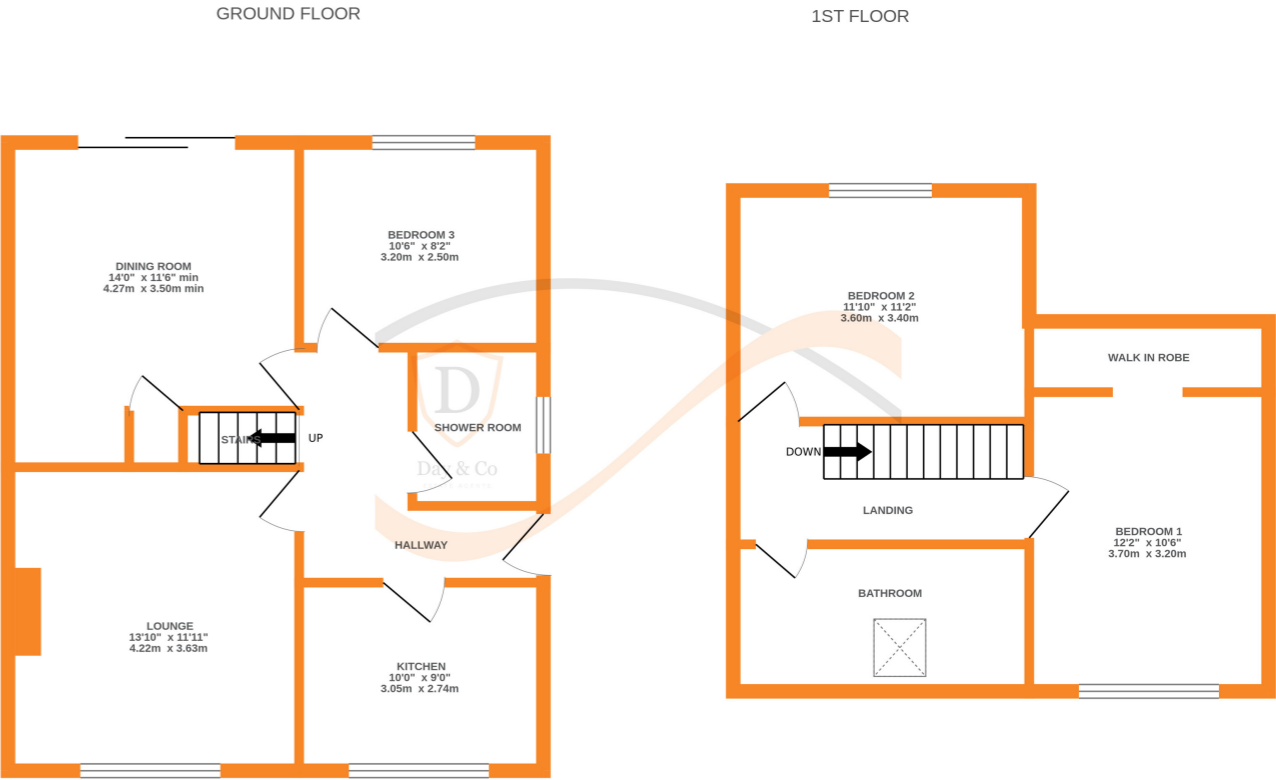 GROUND FLOOR
DINING ROOM
14'0" x 11'6" min
4.27m x 3.50m min
BEDROOM 3
10'6" x 8'2"
3.20m x 2.50m
STAIRS
UP
D
SHOWER ROOM
Day & Co
HALLWAY
LOUNGE
13'10" x 11'11"
4.22m x 3.63m
KITCHEN
10'0" x 9'0"
3.05m x 2.74m
1ST FLOOR
BEDROOM 2
11'10" x 11'2"
3.60m x 3.40m
WALK IN ROBE
DOWN
LANDING
BEDROOM 1
12'2" x 10'6"
3.70m x 3.20m
BATHROOM